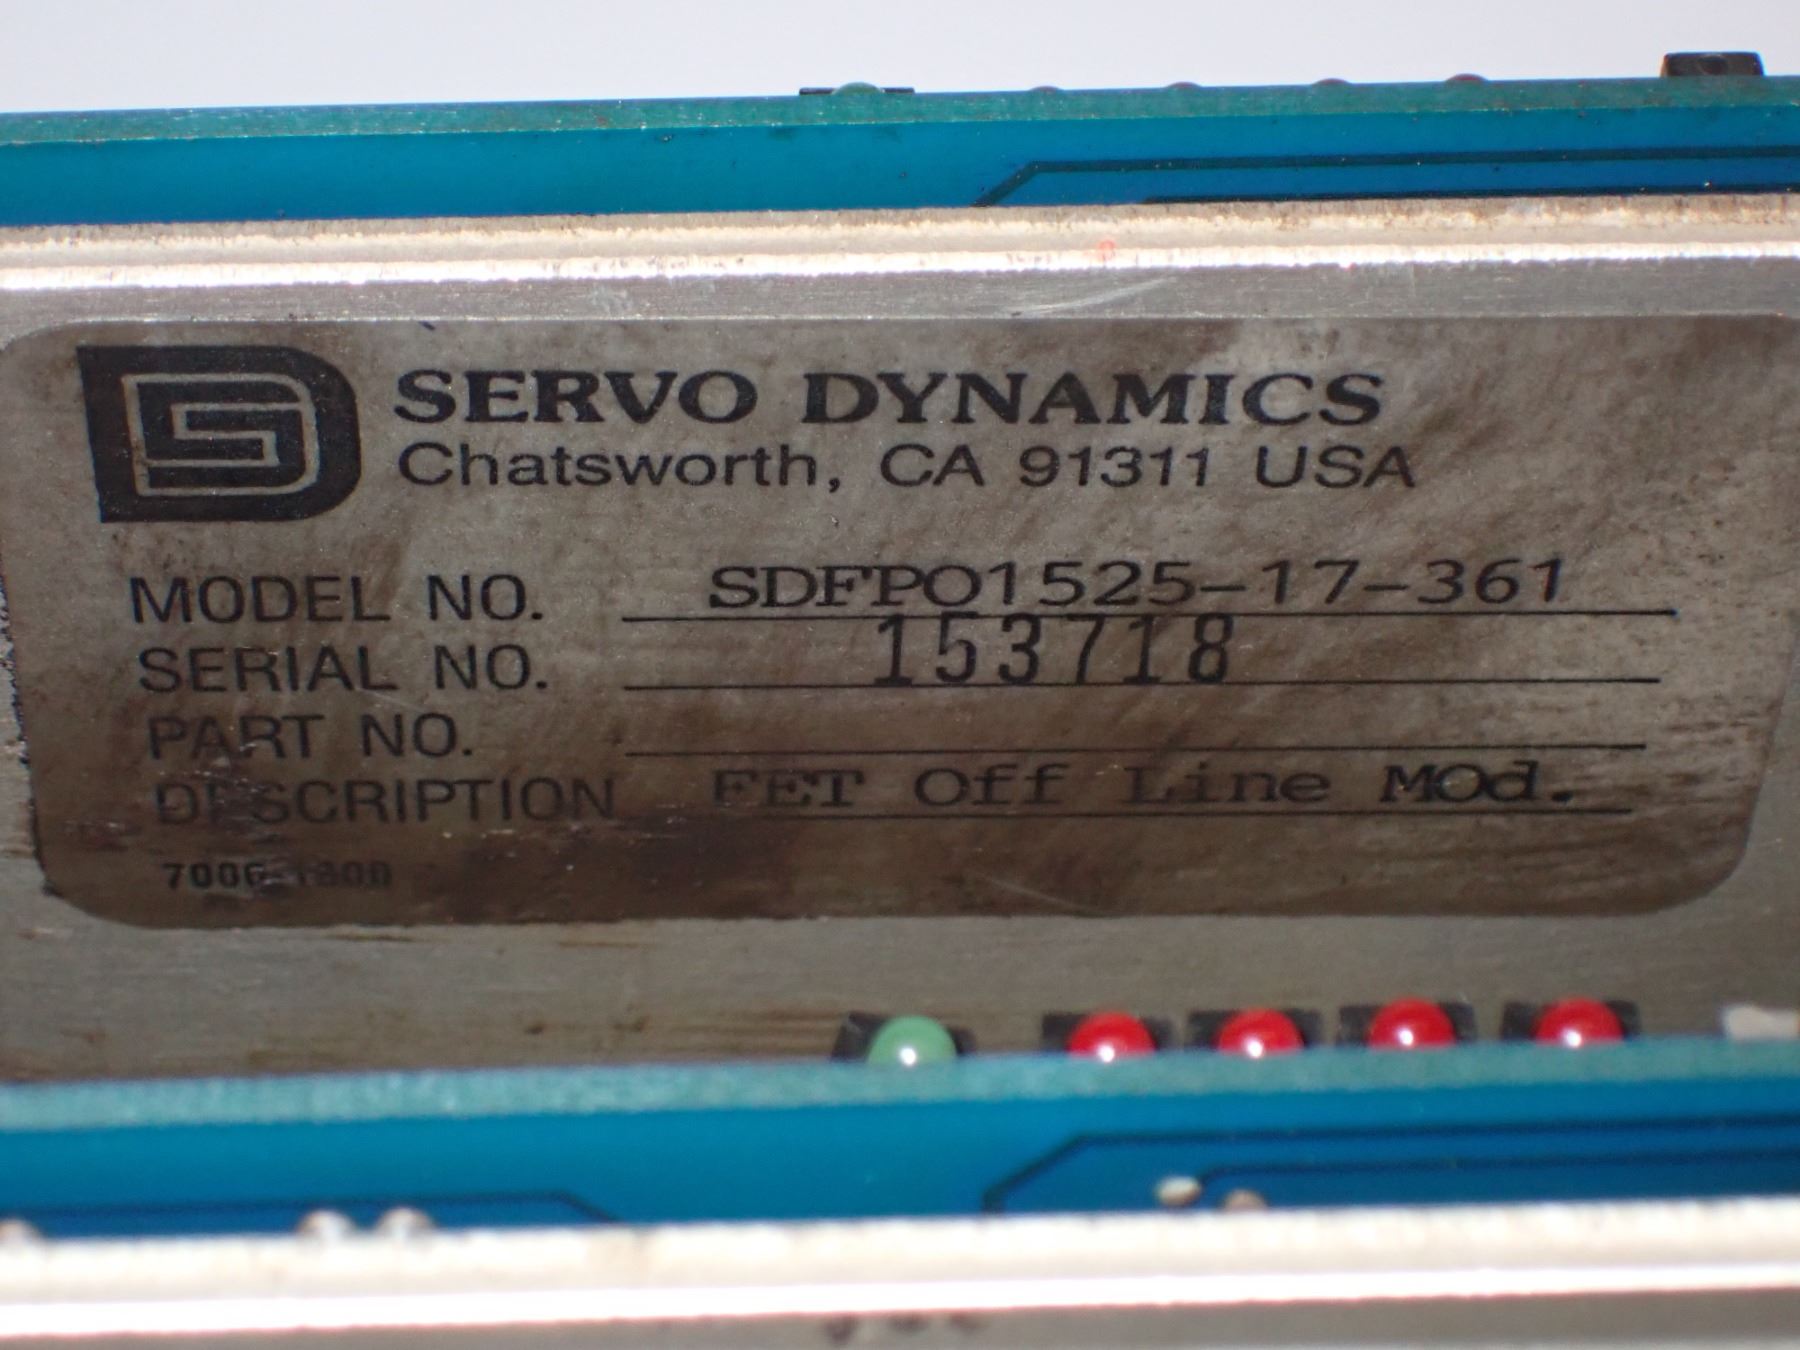 SERVO DYNAMICS
Chatsworth, CA 91311 USA
MODEL NO. SDFPO1525-17-361
SERIAL NO. 153718
PART NO.
DESCRIPTION FET Off Line MOd.